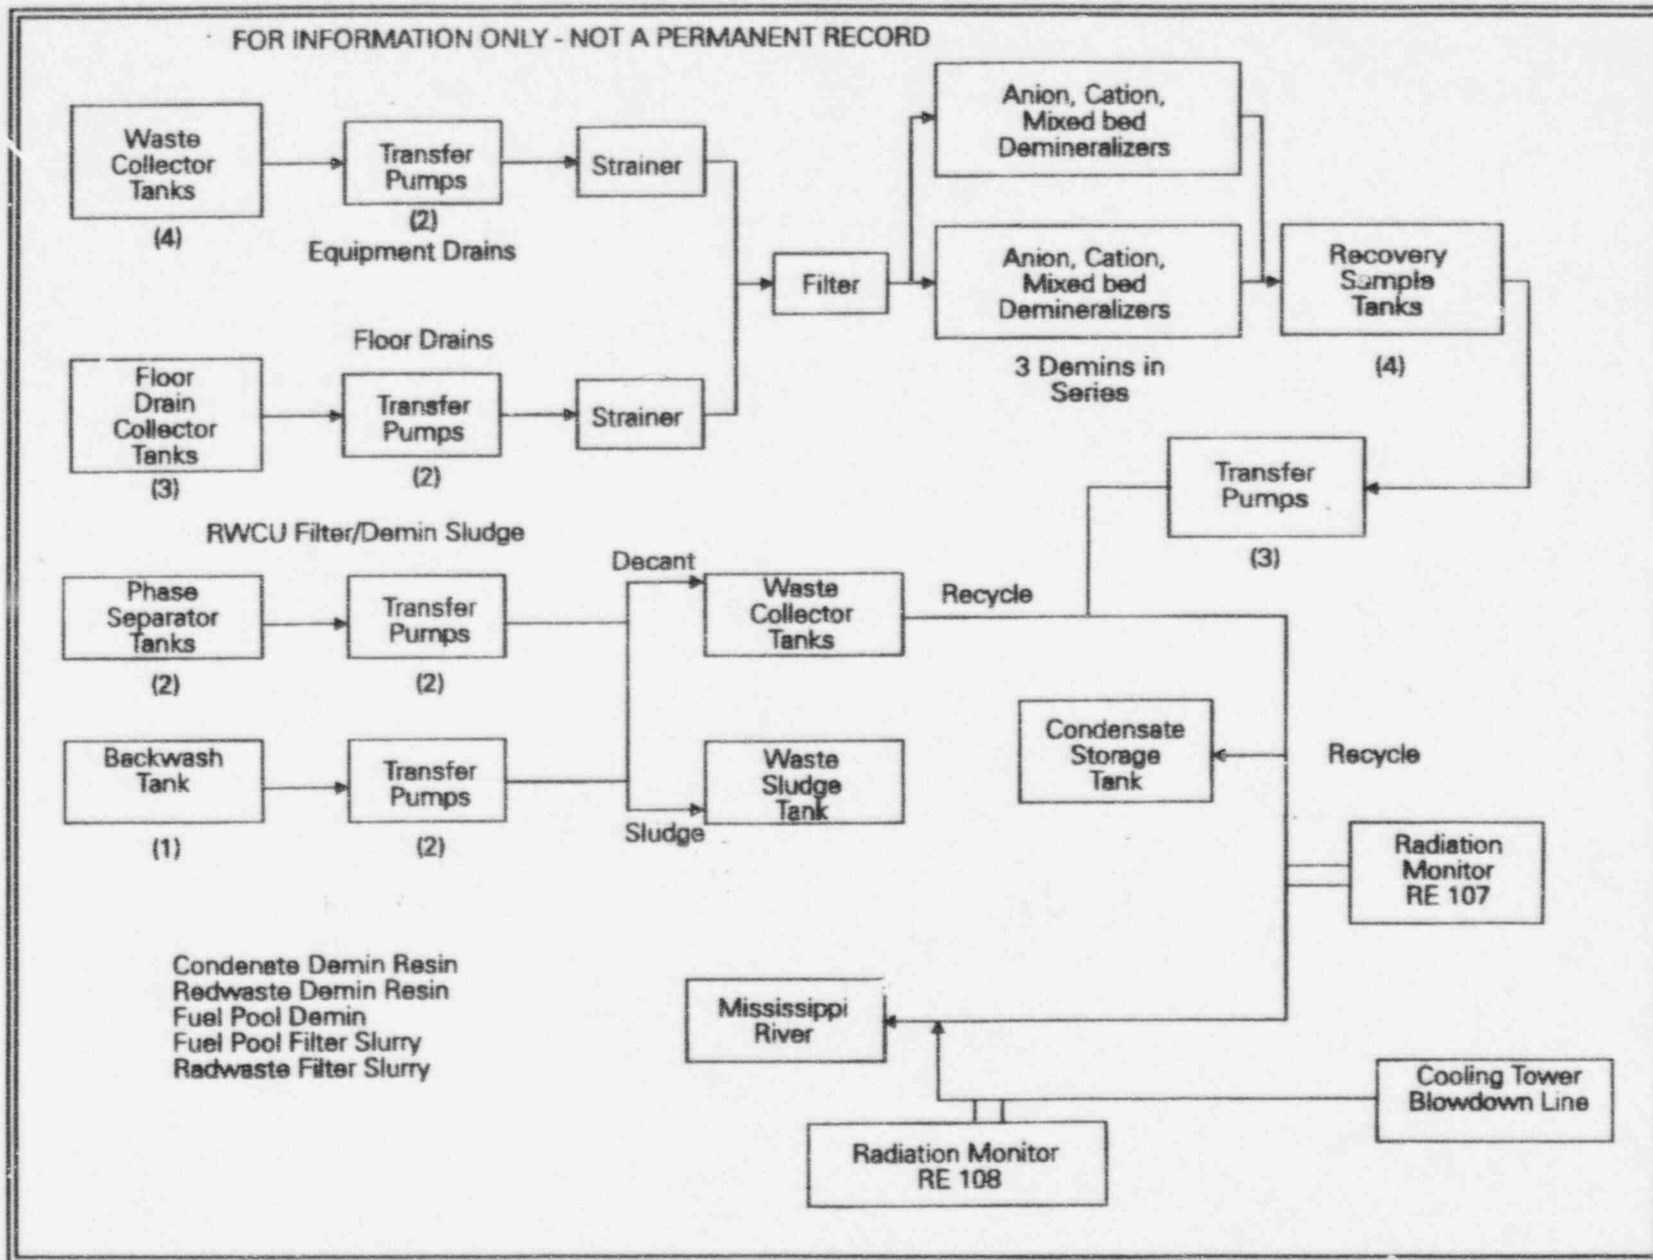 FOR INFORMATION ONLY - NOT A PERMANENT RECORD
Waste
Collector
Tanks
(4)
Transfer
Pumps
(2)
Equipment Drains
Strainer
Anion, Cation,
Mixed bed
Demineralizers
Filter
Anion, Cation,
Mixed bed
Demineralizers
3 Demins in
Series
Recovery
Sample
Tanks
(4)
Floor Drains
Floor
Drain
Collector
Tanks
(3)
Transfer
Pumps
(2)
Strainer
Transfer
Pumps
(3)
RWCU Filter/Demin Sludge
Phase
Separator
Tanks
(2)
Transfer
Pumps
(2)
Decant
Waste
Collector
Tanks
Recycle
Backwash
Tank
(1)
Transfer
Pumps
(2)
Sludge
Waste
Sludge
Tank
Condensate
Storage
Tank
Recycle
Radiation
Monitor
RE 107
Condenate Demin Resin
Redwaste Demin Resin
Fuel Pool Demin
Fuel Pool Filter Slurry
Radwaste Filter Slurry
Mississippi
River
Cooling Tower
Blowdown Line
Radiation Monitor
RE 108